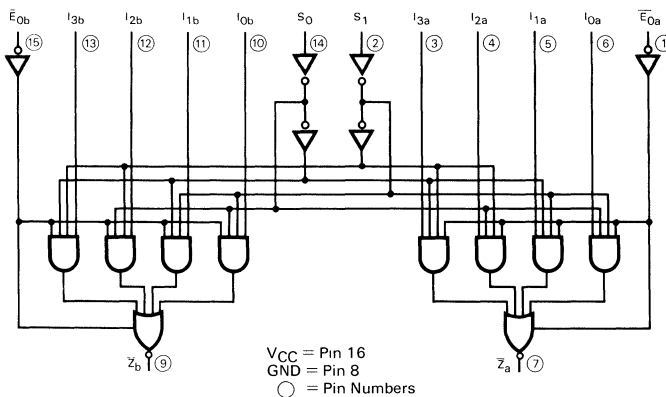 Ē0b I3b I2b I1b I0b S0 S1 I3a I2a I1a I0a E̅0a̅
15 13 12 11 10 14 2 3 4 5 6 1
Z̅b 9 Z̅a 7
VCC = Pin 16
GND = Pin 8
○ = Pin Numbers